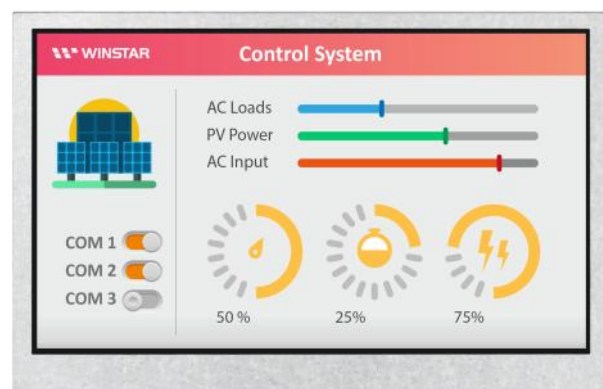 WINSTAR
Control System
AC Loads
PV Power
AC Input
COM 1
COM 2
COM 3
50 %
25%
75%